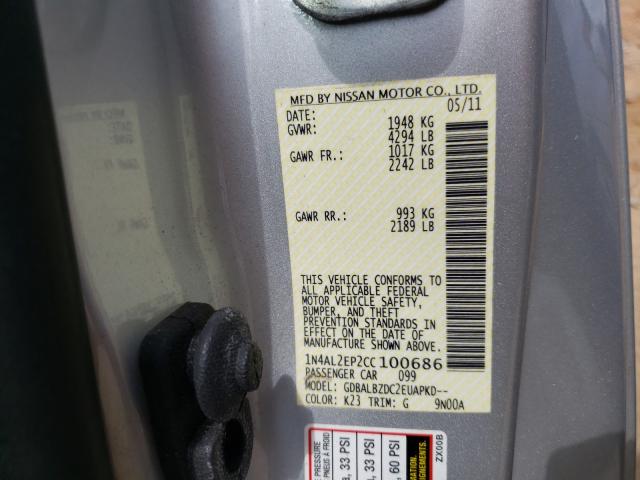 MFD BY NISSAN MOTOR CO., LTD.
DATE: 05/11
GVWR: 1948 KG
4294 LB
GAWR FR.: 1017 KG
2242 LB
GAWR RR.: 993 KG
2189 LB
THIS VEHICLE CONFORMS TO
ALL APPLICABLE FEDERAL
MOTOR VEHICLE SAFETY,
BUMPER, AND THEFT
PREVENTION STANDARDS IN
EFFECT ON THE DATE OF
MANUFACTURE SHOWN ABOVE.
1N4AL2EP2CC100686
PASSENGER CAR 099
MODEL: GDBALBZDC2EUAPKD--
COLOR: K23 TRIM: G 9N00A
PRESSURE
PNEUS À FROID
33 PSI
33 PSI
60 PSI
ZX00B